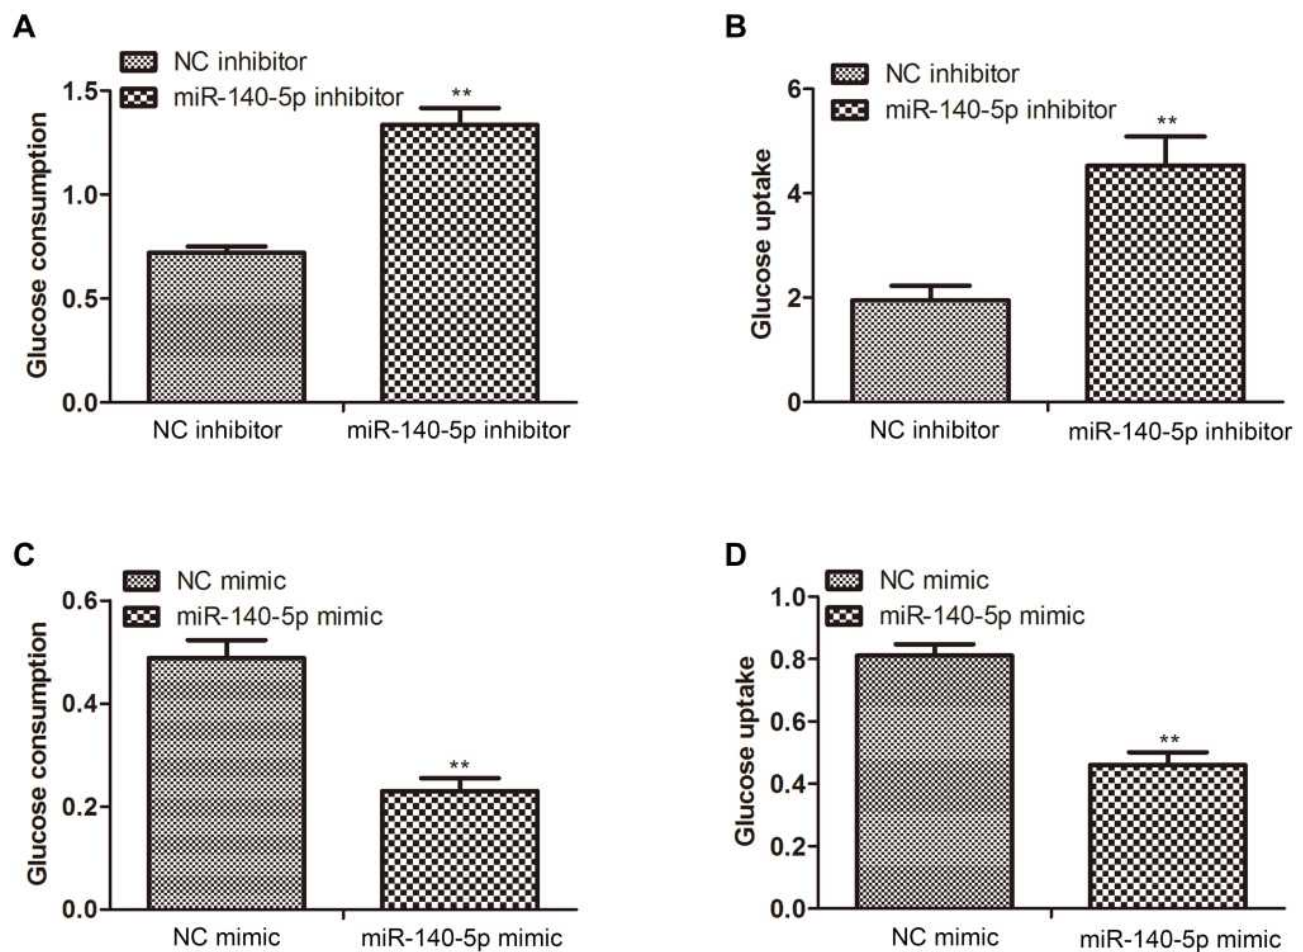 A
NC inhibitor
miR-140-5p inhibitor
Glucose consumption
1.5
1.0
0.5
0.0
**
NC inhibitor
miR-140-5p inhibitor
B
NC inhibitor
miR-140-5p inhibitor
Glucose uptake
6
4
2
0
**
NC inhibitor
miR-140-5p inhibitor
C
NC mimic
miR-140-5p mimic
Glucose consumption
0.6
0.4
0.2
0.0
**
NC mimic
miR-140-5p mimic
D
NC mimic
miR-140-5p mimic
Glucose uptake
1.0
0.8
0.6
0.4
0.2
0.0
**
NC mimic
miR-140-5p mimic